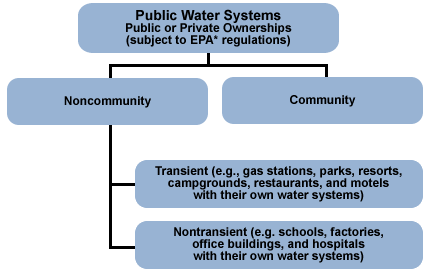 Public Water Systems
Public or Private Ownerships
(subject to EPA* regulations)
Noncommunity
Community
Transient (e.g., gas stations, parks, resorts,
campgrounds, restaurants, and motels
with their own water systems)
Nontransient (e.g. schools, factories,
office buildings, and hospitals
with their own water systems)